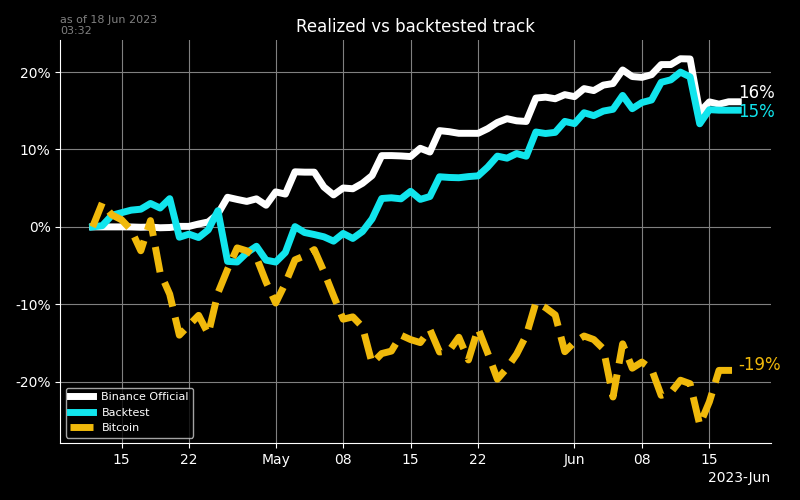 as of 18 Jun 2023
03:32
Realized vs backtested track
20%
10%
0%
-10%
-20%
16%
15%
-19%
Binance Official
Backtest
Bitcoin
15
22
May
08
15
22
Jun
08
15
2023-Jun